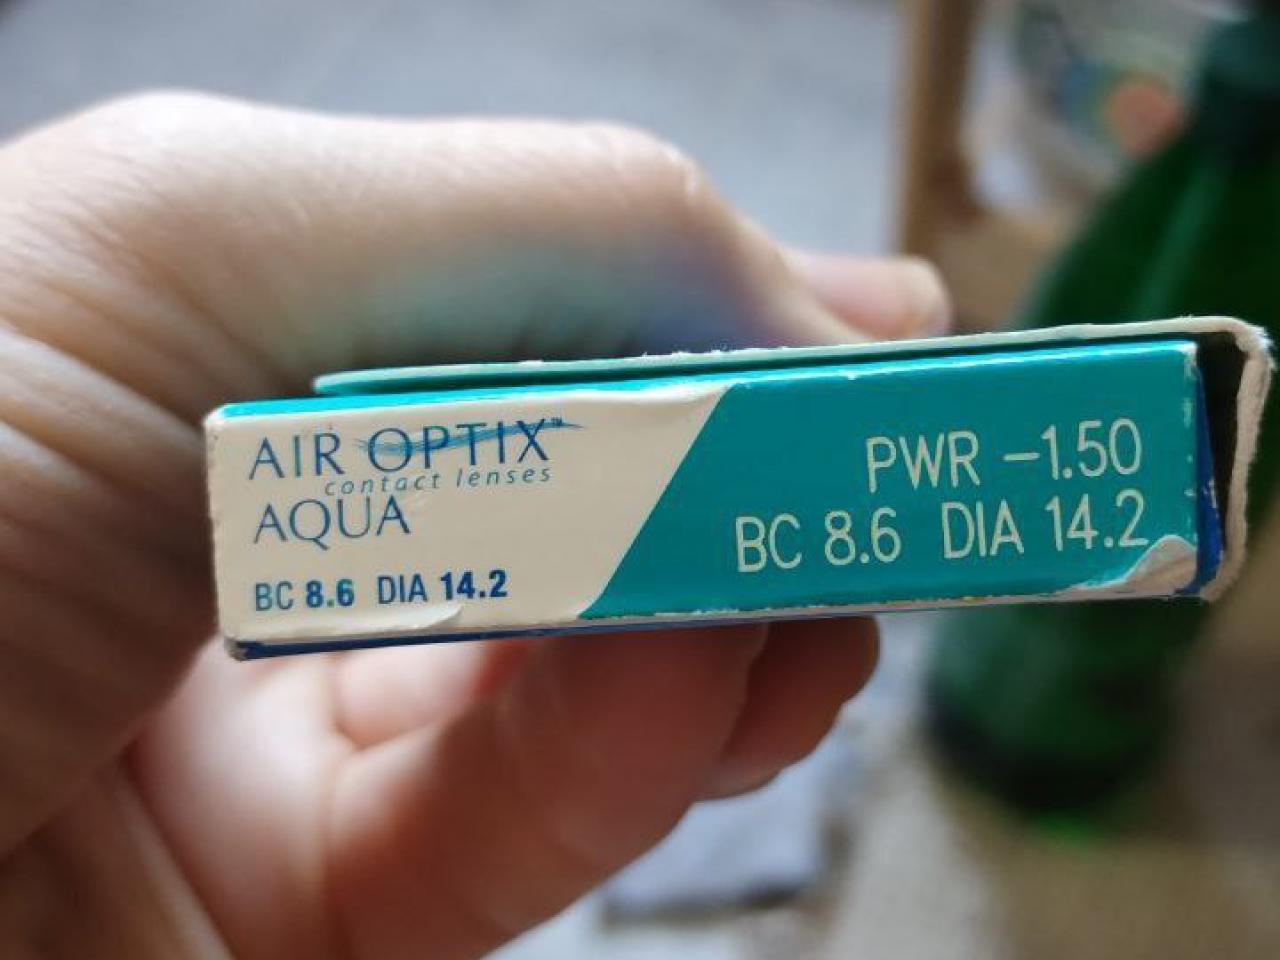 AIR OPTIX™
contact lenses
AQUA
BC 8.6 DIA 14.2
PWR –1.50
BC 8.6 DIA 14.2